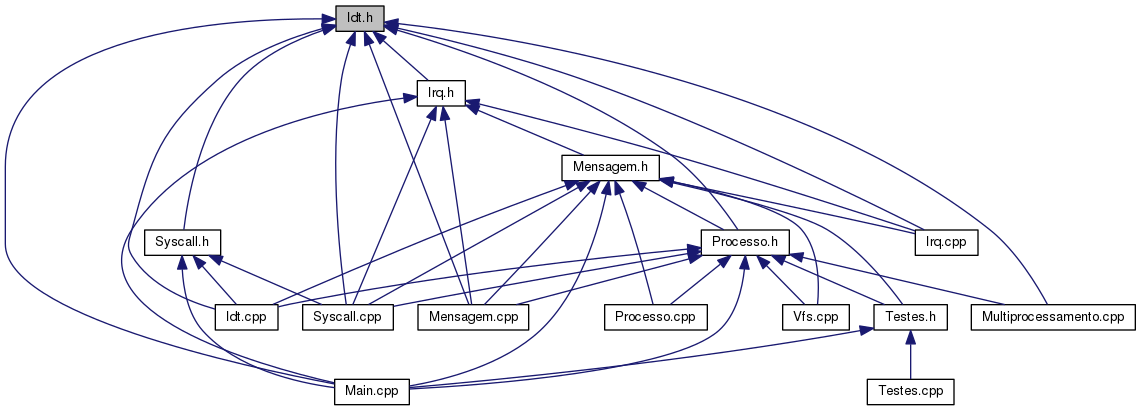 Idt.h
Irq.h
Mensagem.h
Syscall.h
Processo.h
Irq.cpp
Idt.cpp
Syscall.cpp
Mensagem.cpp
Processo.cpp
Vfs.cpp
Testes.h
Multiprocessamento.cpp
Main.cpp
Testes.cpp